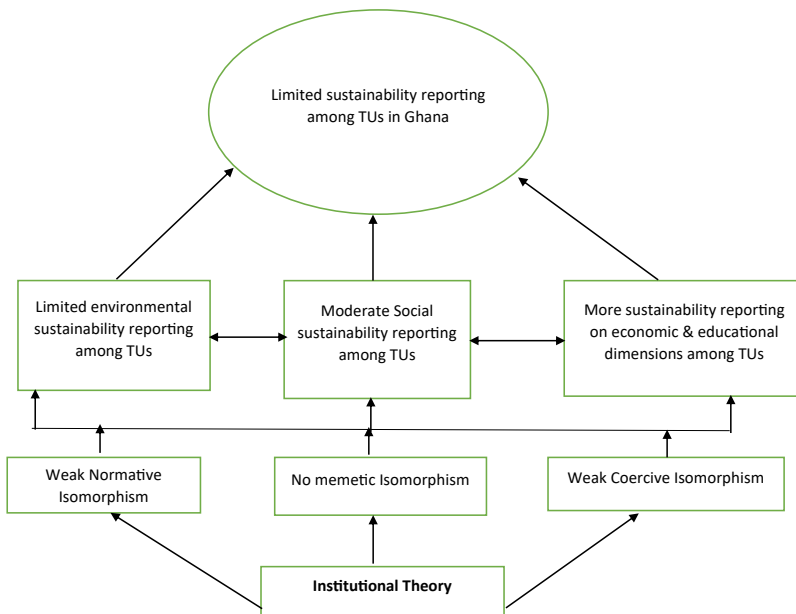 Limited sustainability reporting
among TUs in Ghana
Limited environmental
sustainability reporting
among TUs
Moderate Social
sustainability reporting
among TUs
More sustainability reporting
on economic & educational
dimensions among TUs
Weak Normative
Isomorphism
No memetic Isomorphism
Weak Coercive Isomorphism
Institutional Theory